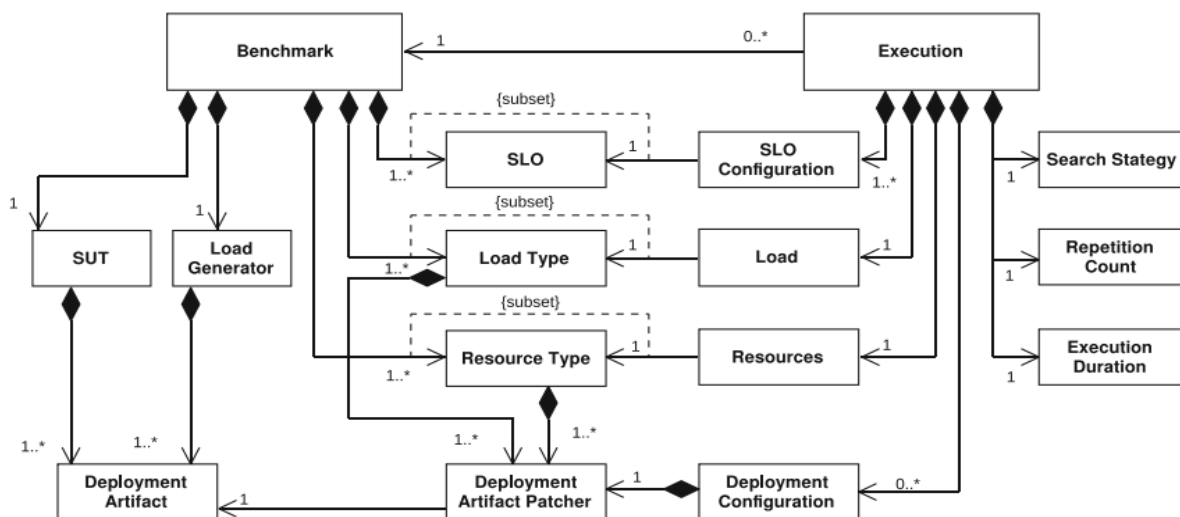 Benchmark
1
0..*
Execution
{subset}
SLO
1..*
1
SLO
Configuration
1..*
Search Stategy
1
1
SUT
1
Load
Generator
{subset}
Load Type
1..*
1
Load
1
Repetition
Count
1
{subset}
Resource Type
1..*
1
Resources
1
Execution
Duration
1
1..*
1..*
1..*
1..*
Deployment
Artifact
1
Deployment
Artifact Patcher
1
Deployment
Configuration
0..*